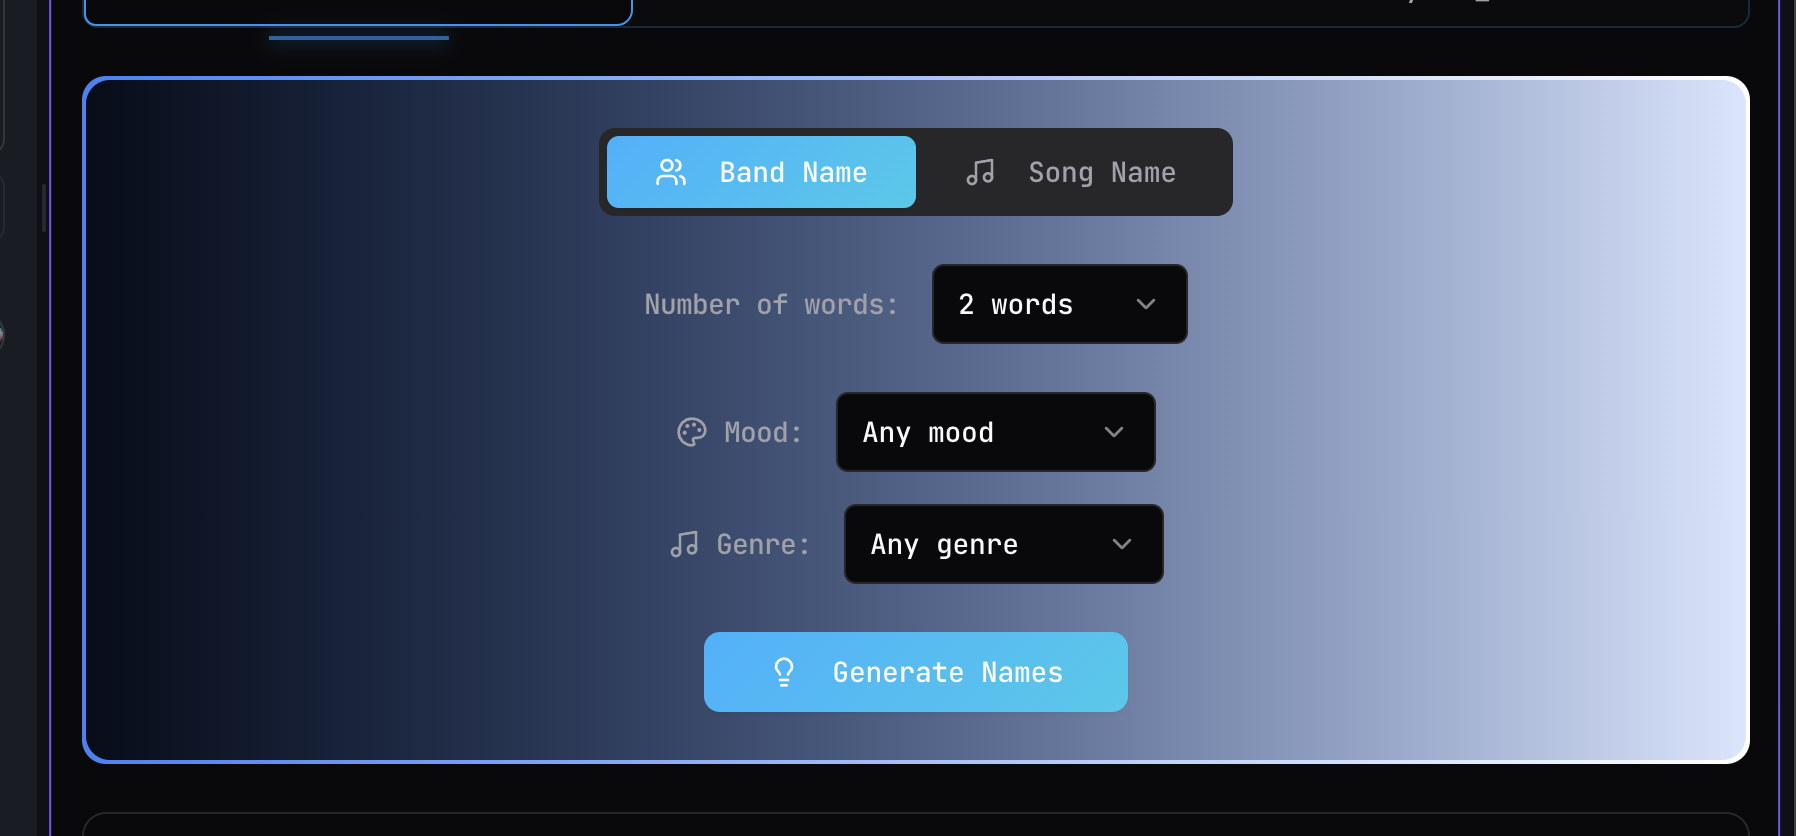 Band Name
Song Name
Number of words:
2 words
Mood:
Any mood
Genre:
Any genre
Generate Names